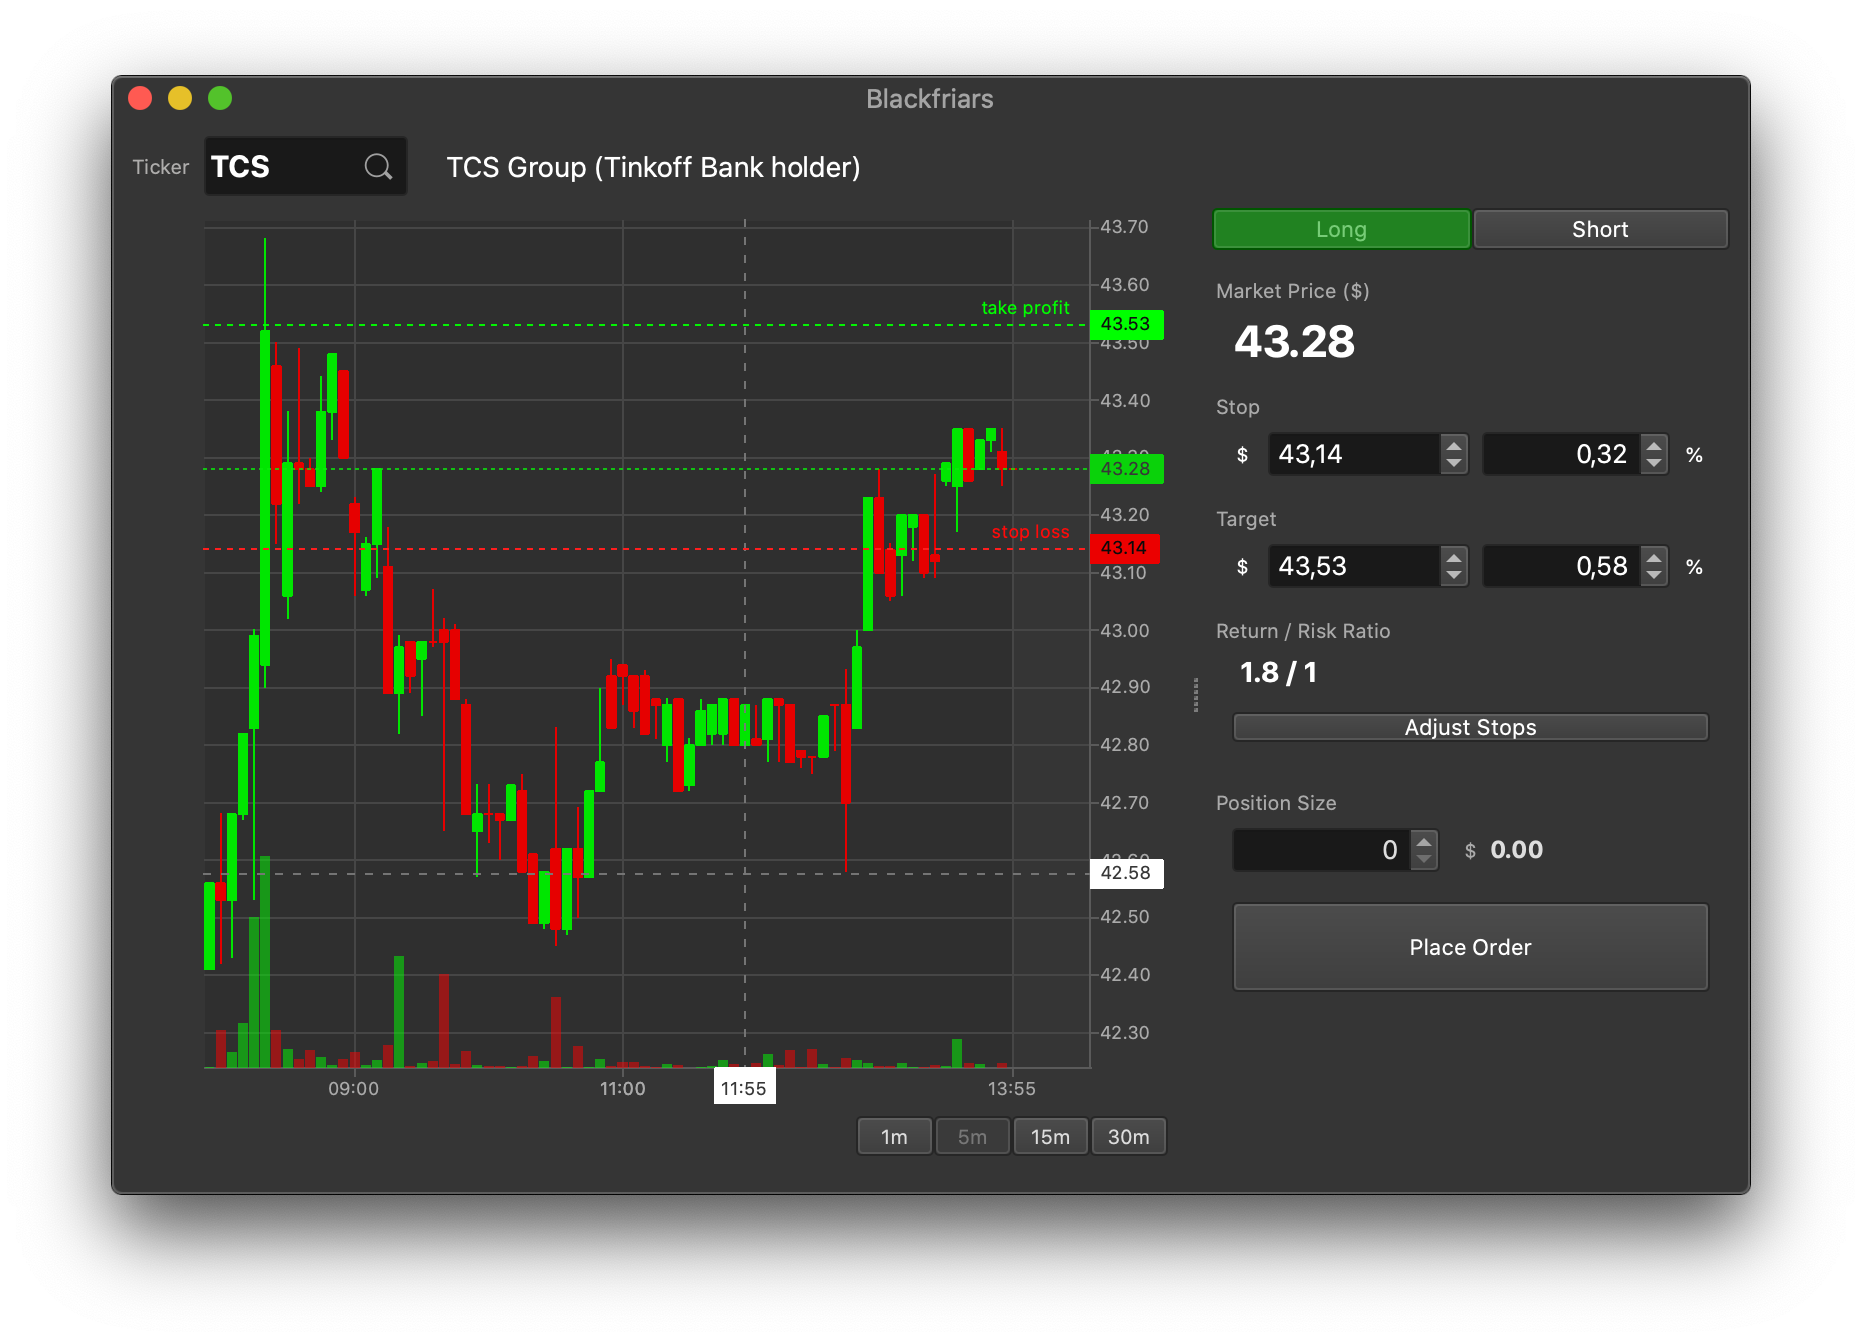 Blackfriars
Ticker TCS TCS Group (Tinkoff Bank holder)
43.70
43.60
take profit 43.53
43.50
43.40
43.28
43.20
stop loss 43.14
43.10
43.00
42.90
42.80
42.70
42.60
42.58
42.50
42.40
42.30
09:00 11:00 11:55 13:55
1m 5m 15m 30m
Long Short
Market Price ($)
43.28
Stop
$ 43,14 0,32 %
Target
$ 43,53 0,58 %
Return / Risk Ratio
1.8 / 1
Adjust Stops
Position Size
0 $ 0.00
Place Order